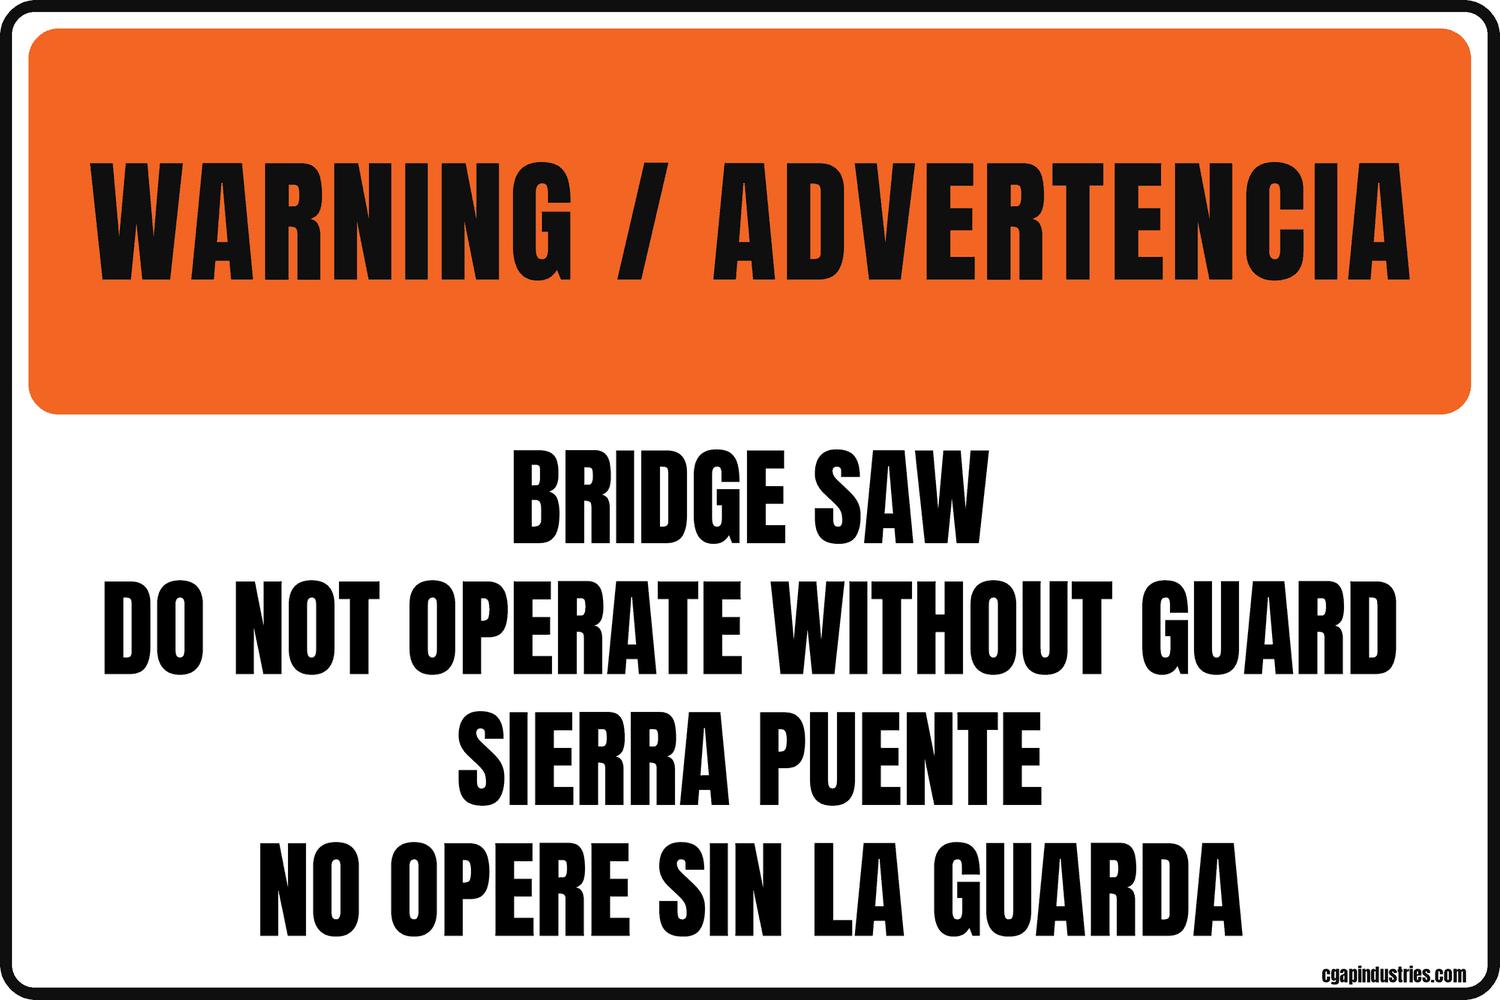 WARNING / ADVERTENCIA
BRIDGE SAW
DO NOT OPERATE WITHOUT GUARD
SIERRA PUENTE
NO OPERE SIN LA GUARDA
cgapindustries.com